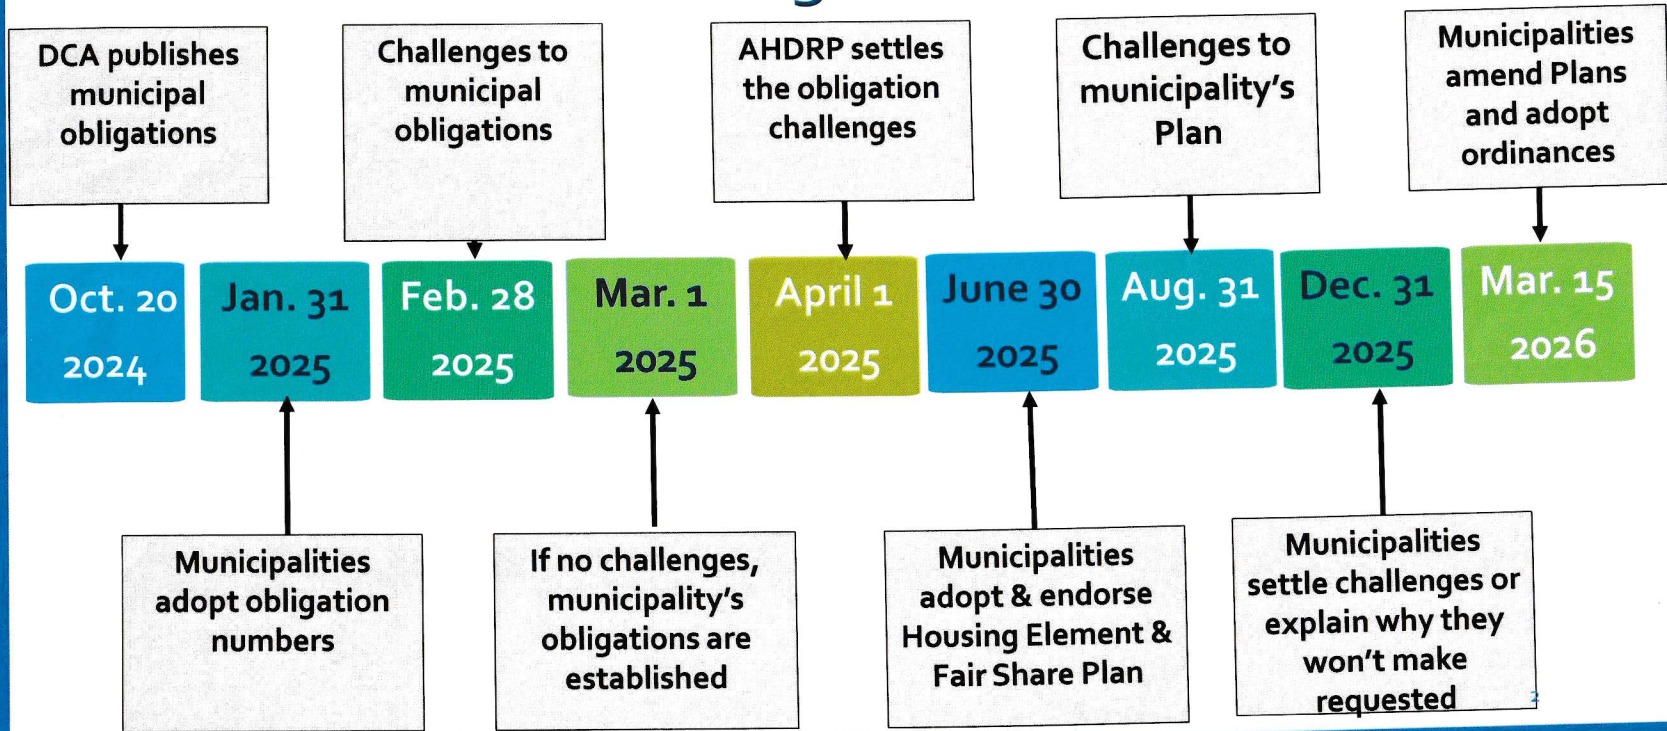 DCA publishes
municipal
obligations
Challenges to
municipal
obligations
AHDRP settles
the obligation
challenges
Challenges to
municipality's
Plan
Municipalities
amend Plans
and adopt
ordinances
Oct. 20
2024
Jan. 31
2025
Feb. 28
2025
Mar. 1
2025
April 1
2025
June 30
2025
Aug. 31
2025
Dec. 31
2025
Mar. 15
2026
Municipalities
adopt obligation
numbers
If no challenges,
municipality's
obligations are
established
Municipalities
adopt & endorse
Housing Element &
Fair Share Plan
Municipalities
settle challenges or
explain why they
won't make
requested
2